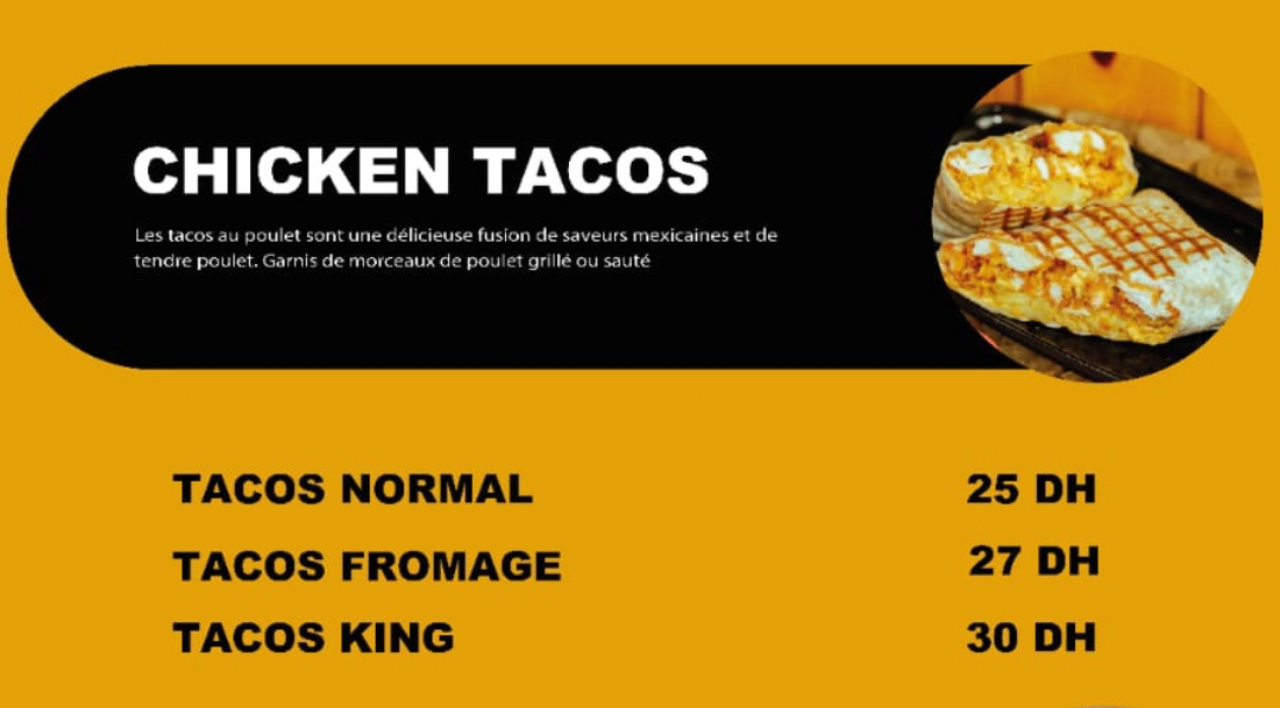 CHICKEN TACOS
Les tacos au poulet sont une délicieuse fusion de saveurs mexicaines et de
tendre poulet. Garnis de morceaux de poulet grillé ou sauté
TACOS NORMAL 25 DH
TACOS FROMAGE 27 DH
TACOS KING 30 DH